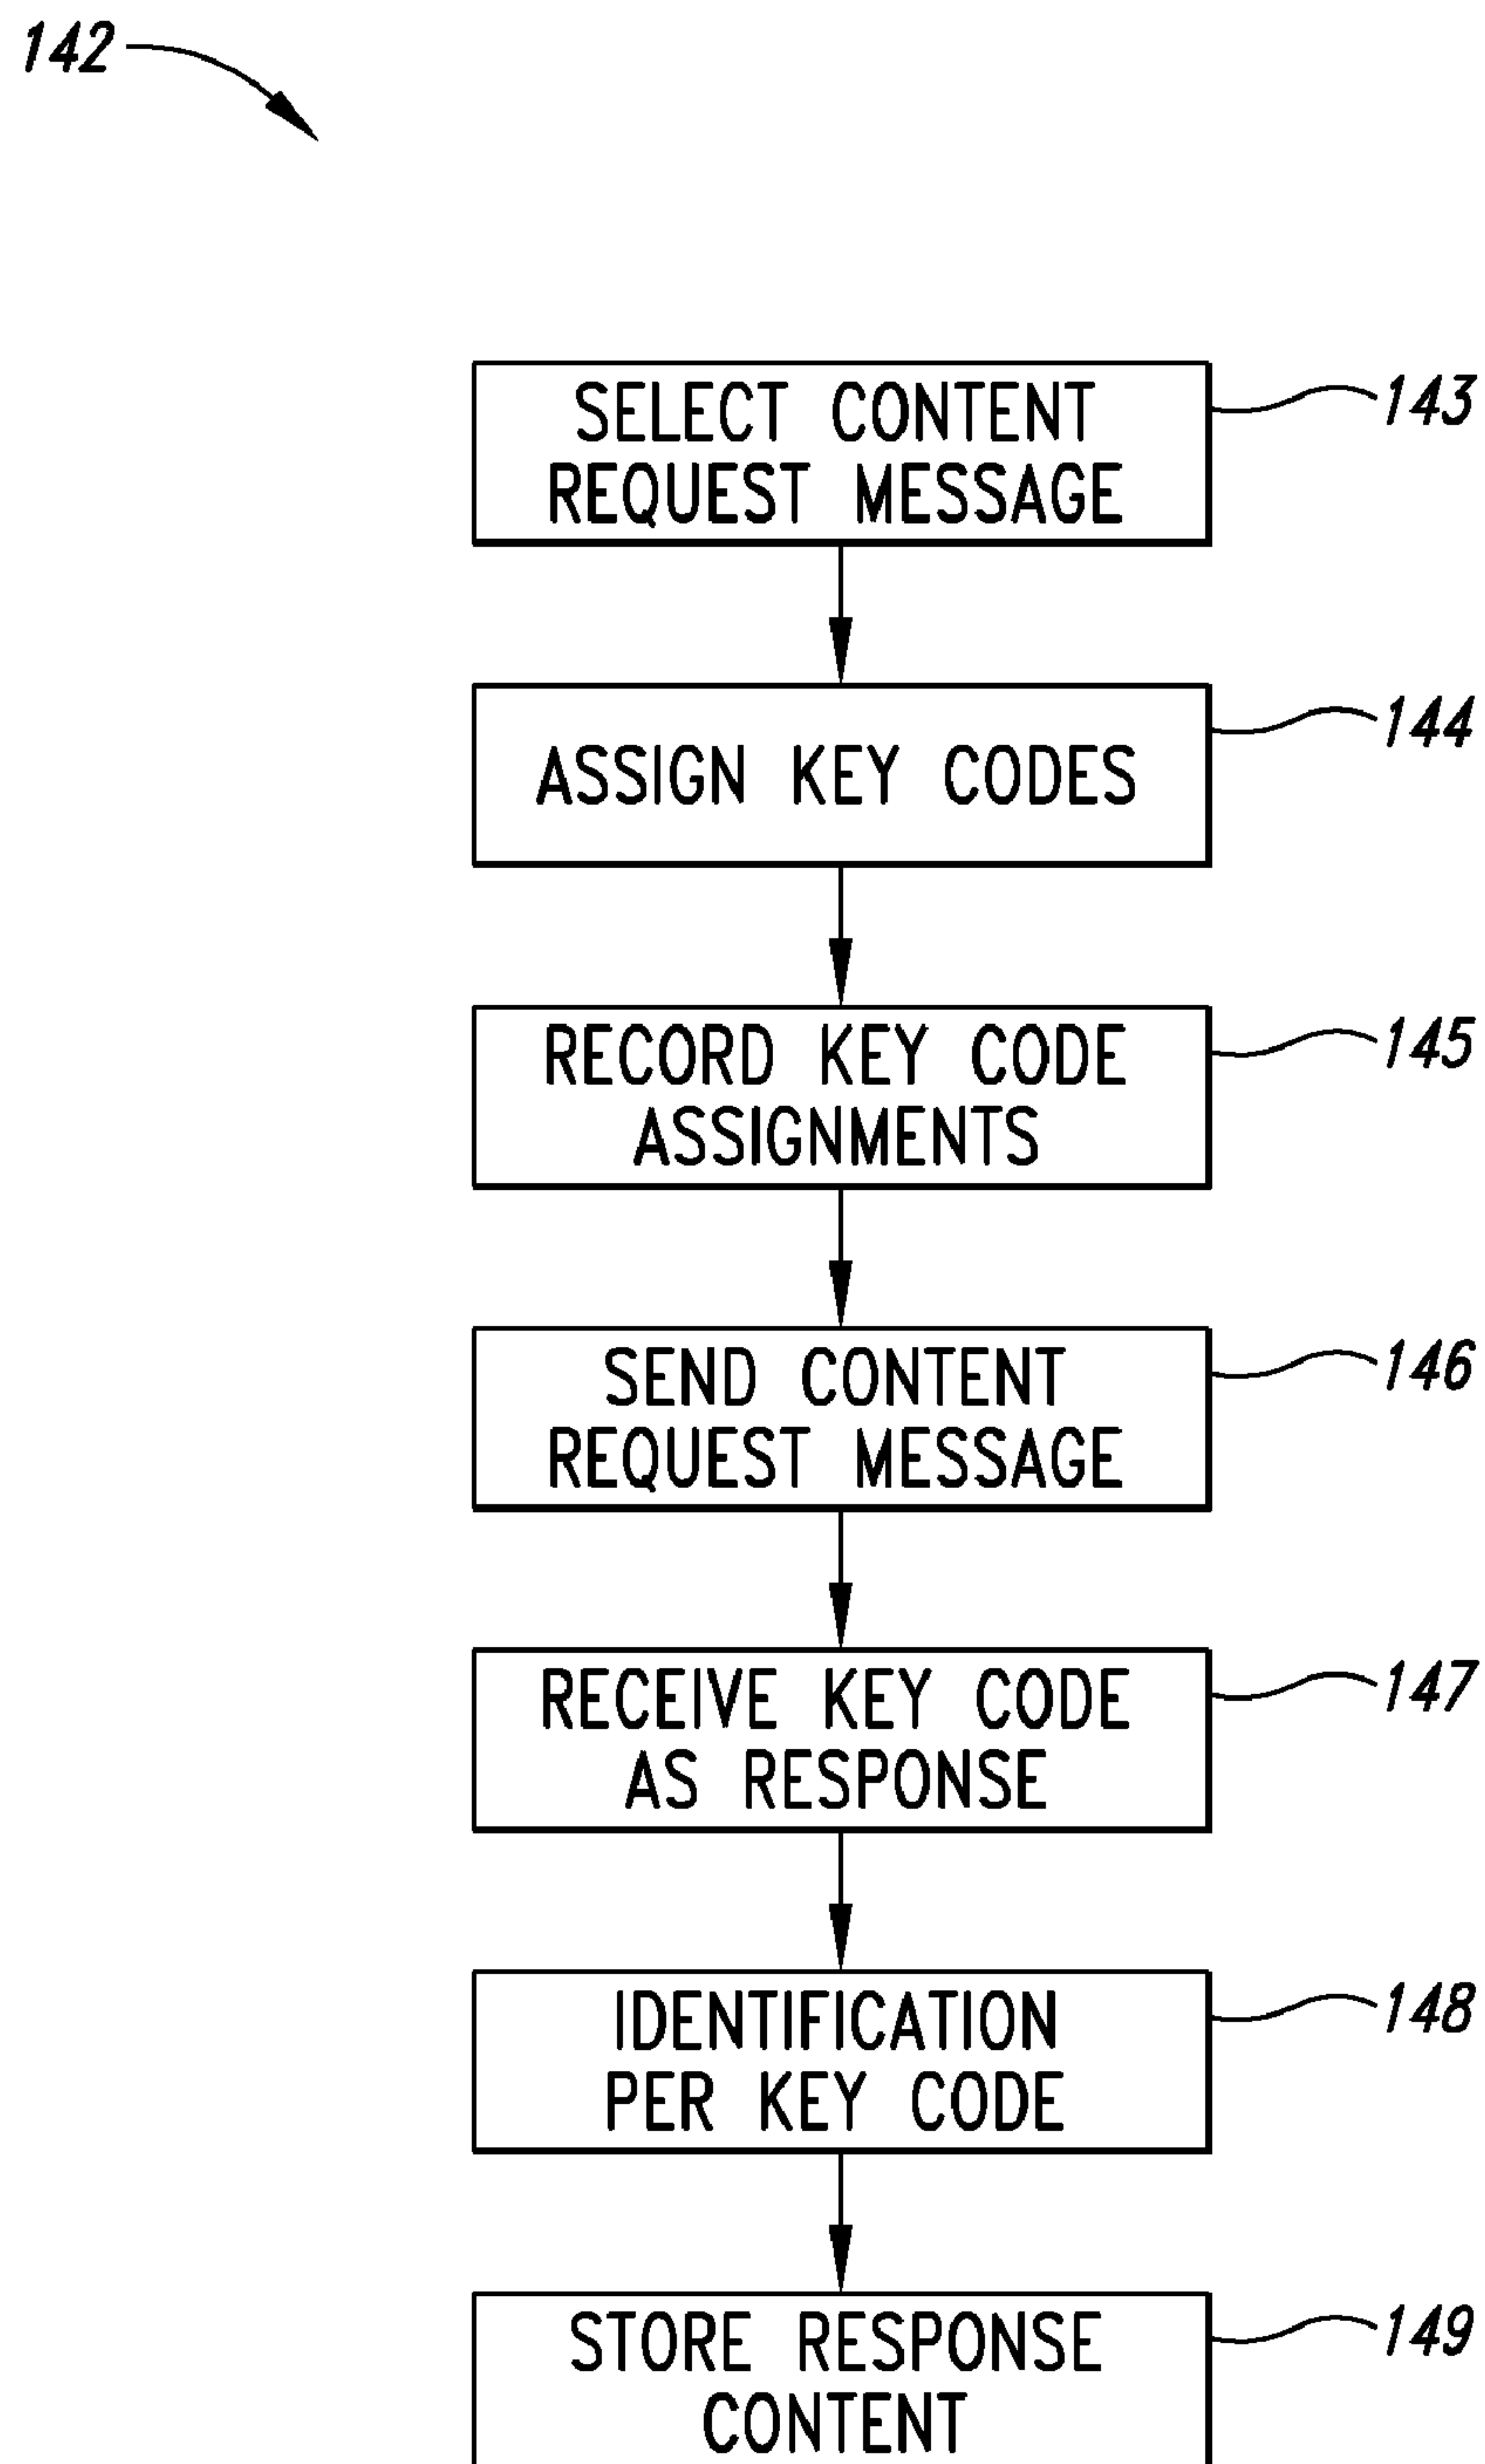 142
SELECT CONTENT
REQUEST MESSAGE
143
ASSIGN KEY CODES
144
RECORD KEY CODE
ASSIGNMENTS
145
SEND CONTENT
REQUEST MESSAGE
146
RECEIVE KEY CODE
AS RESPONSE
147
IDENTIFICATION
PER KEY CODE
148
STORE RESPONSE
CONTENT
149